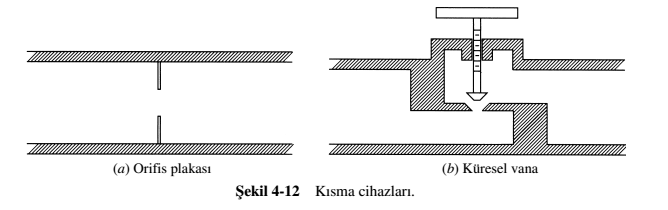 (a) Orifis plakası
(b) Küresel vana
Şekil 4-12 Kısma cihazları.